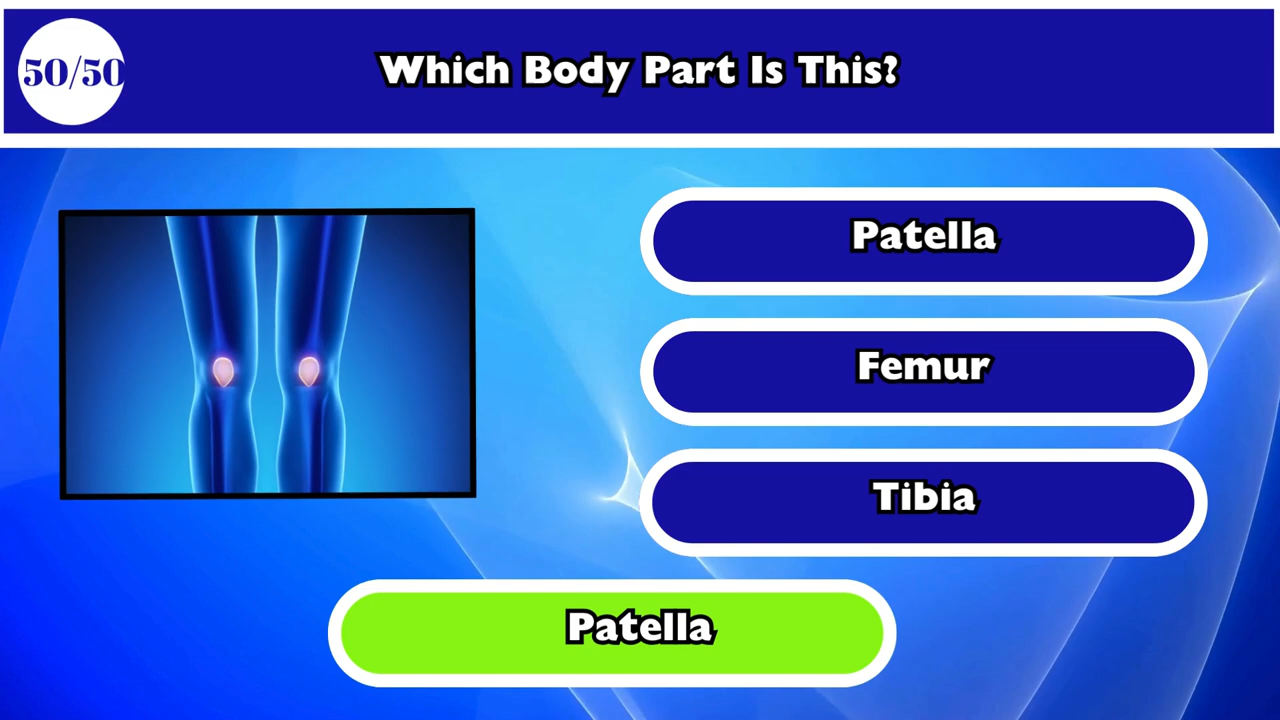 50/50
Which Body Part Is This?
Patella
Femur
Tibia
Patella